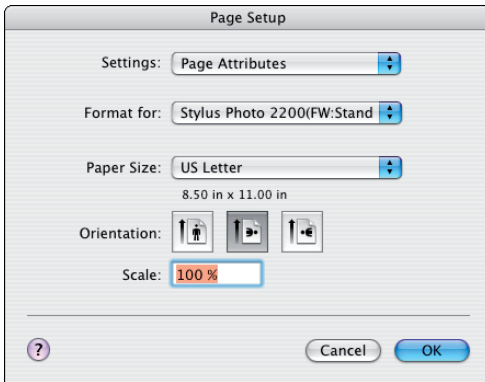 Page Setup
Settings: Page Attributes
Format for: Stylus Photo 2200(FW:Stand
Paper Size: US Letter
8.50 in x 11.00 in
Orientation:
Scale: 100 %
? Cancel OK